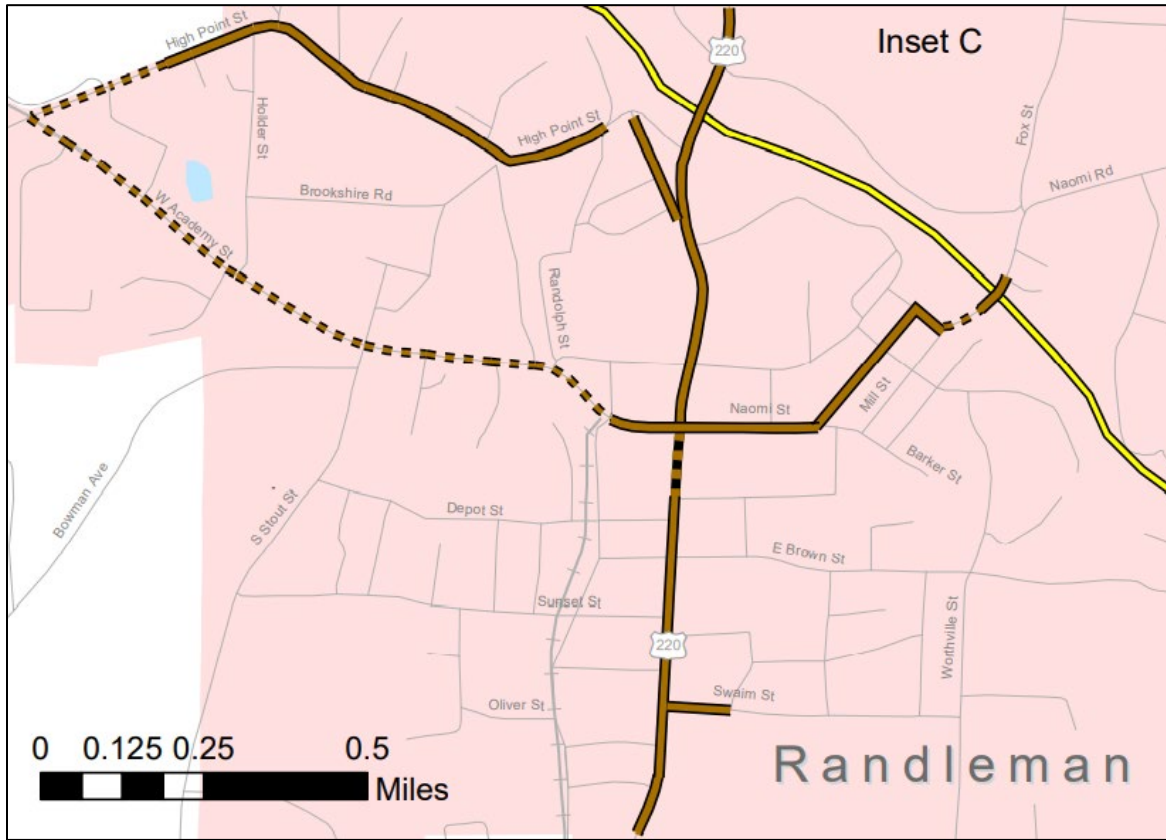 High Point St
220
Inset C
Holder St
High Point St
Fox St
Naomi Rd
Brookshire Rd
W Academy St
Randolph St
Naomi St
Mill St
Barker St
Bowman Ave
S Stout St
Depot St
E Brown St
Sunset St
Worthville St
220
Swaim St
Oliver St
0 0.125 0.25 0.5
Miles
Randleman